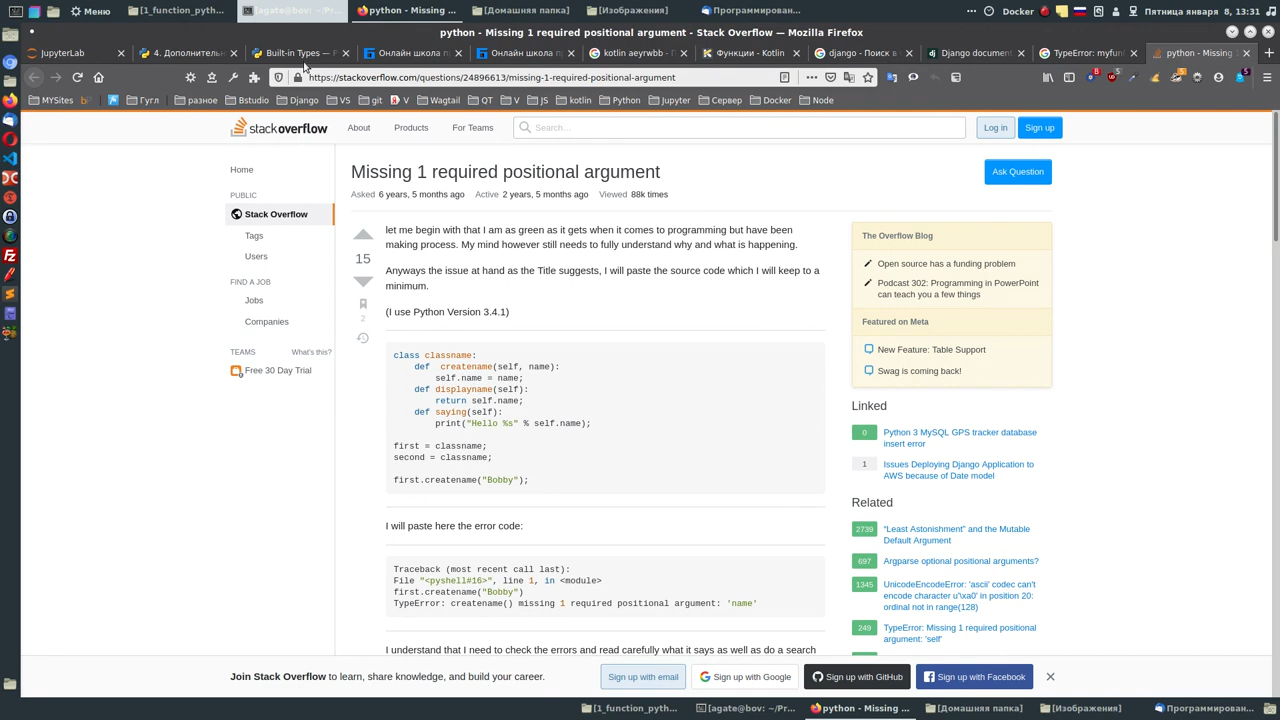 Меню
[1_function_pyth...
[agate@bov: ~/Pr...
python - Missing ...
[Домашняя папка]
[Изображения]
Программирован...
Docker
Пятница января 8, 13:31
python - Missing 1 required positional argument - Stack Overflow — Mozilla Firefox
JupyterLab
4. Дополнительн
Built-in Types —
Онлайн школа п
Онлайн школа п
kotlin aeyrwbb - Г
Функции - Kotlin
django - Поиск в
Django document
TypeError: myfun
python - Missing
https://stackoverflow.com/questions/24896613/missing-1-required-positional-argument
MYSites
Гугл
разное
Bstudio
Django
VS
git
V
Wagtail
QT
JS
kotlin
Python
Jupyter
Сервер
Docker
Node
stackoverflow
About
Products
For Teams
Search…
Log in
Sign up
Home
PUBLIC
Stack Overflow
Tags
Users
FIND A JOB
Jobs
Companies
TEAMS
What's this?
Free 30 Day Trial
Missing 1 required positional argument
Ask Question
Asked 6 years, 5 months ago Active 2 years, 5 months ago Viewed 88k times
15
2
let me begin with that I am as green as it gets when it comes to programming but have been
making process. My mind however still needs to fully understand why and what is happening.
Anyways the issue at hand as the Title suggests, I will paste the source code which I will keep to a
minimum.
(I use Python Version 3.4.1)
class classname:
def  createname(self, name):
self.name = name;
def displayname(self):
return self.name;
def saying(self):
print("Hello %s" % self.name);
first = classname;
second = classname;
first.createname("Bobby");
I will paste here the error code:
Traceback (most recent call last):
File "<pyshell#16>", line 1, in <module>
first.createname("Bobby")
TypeError: createname() missing 1 required positional argument: 'name'
I understand that I need to check the errors and read carefully what it says as well as do a search
The Overflow Blog
Open source has a funding problem
Podcast 302: Programming in PowerPoint
can teach you a few things
Featured on Meta
New Feature: Table Support
Swag is coming back!
Linked
0
Python 3 MySQL GPS tracker database
insert error
1
Issues Deploying Django Application to
AWS because of Date model
Related
2739
“Least Astonishment” and the Mutable
Default Argument
697
Argparse optional positional arguments?
1345
UnicodeEncodeError: 'ascii' codec can't
encode character u'\xa0' in position 20:
ordinal not in range(128)
249
TypeError: Missing 1 required positional
argument: 'self'
Join Stack Overflow to learn, share knowledge, and build your career.
Sign up with email
Sign up with Google
Sign up with GitHub
Sign up with Facebook
[1_function_pyth...
[agate@bov: ~/Pr...
python - Missing ...
[Домашняя папка]
[Изображения]
Программирован...